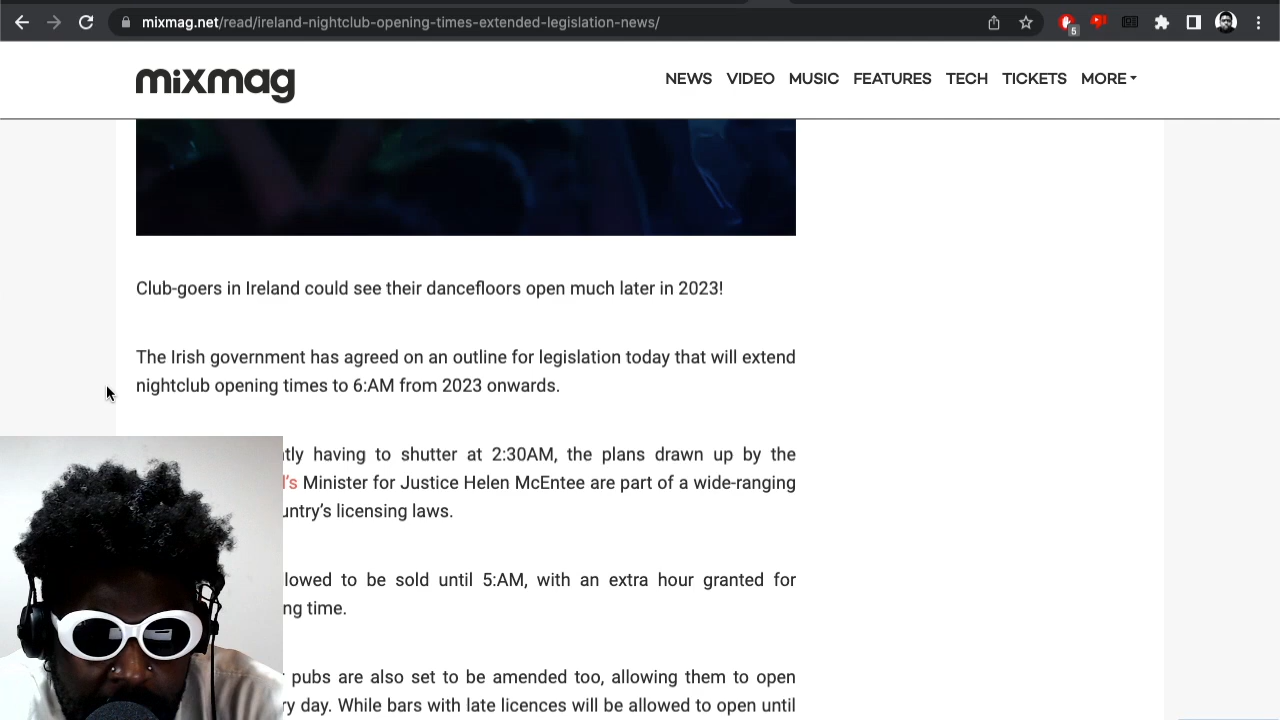 mixmag.net/read/ireland-nightclub-opening-times-extended-legislation-news/
5
mixmag
NEWS VIDEO MUSIC FEATURES TECH TICKETS MORE
Club-goers in Ireland could see their dancefloors open much later in 2023!
The Irish government has agreed on an outline for legislation today that will extend
nightclub opening times to 6:AM from 2023 onwards.
having to shutter at 2:30AM, the plans drawn up by the
Minister for Justice Helen McEntee are part of a wide-ranging
licensing laws.
to be sold until 5:AM, with an extra hour granted for
time.
pubs are also set to be amended too, allowing them to open
day. While bars with late licences will be allowed to open until